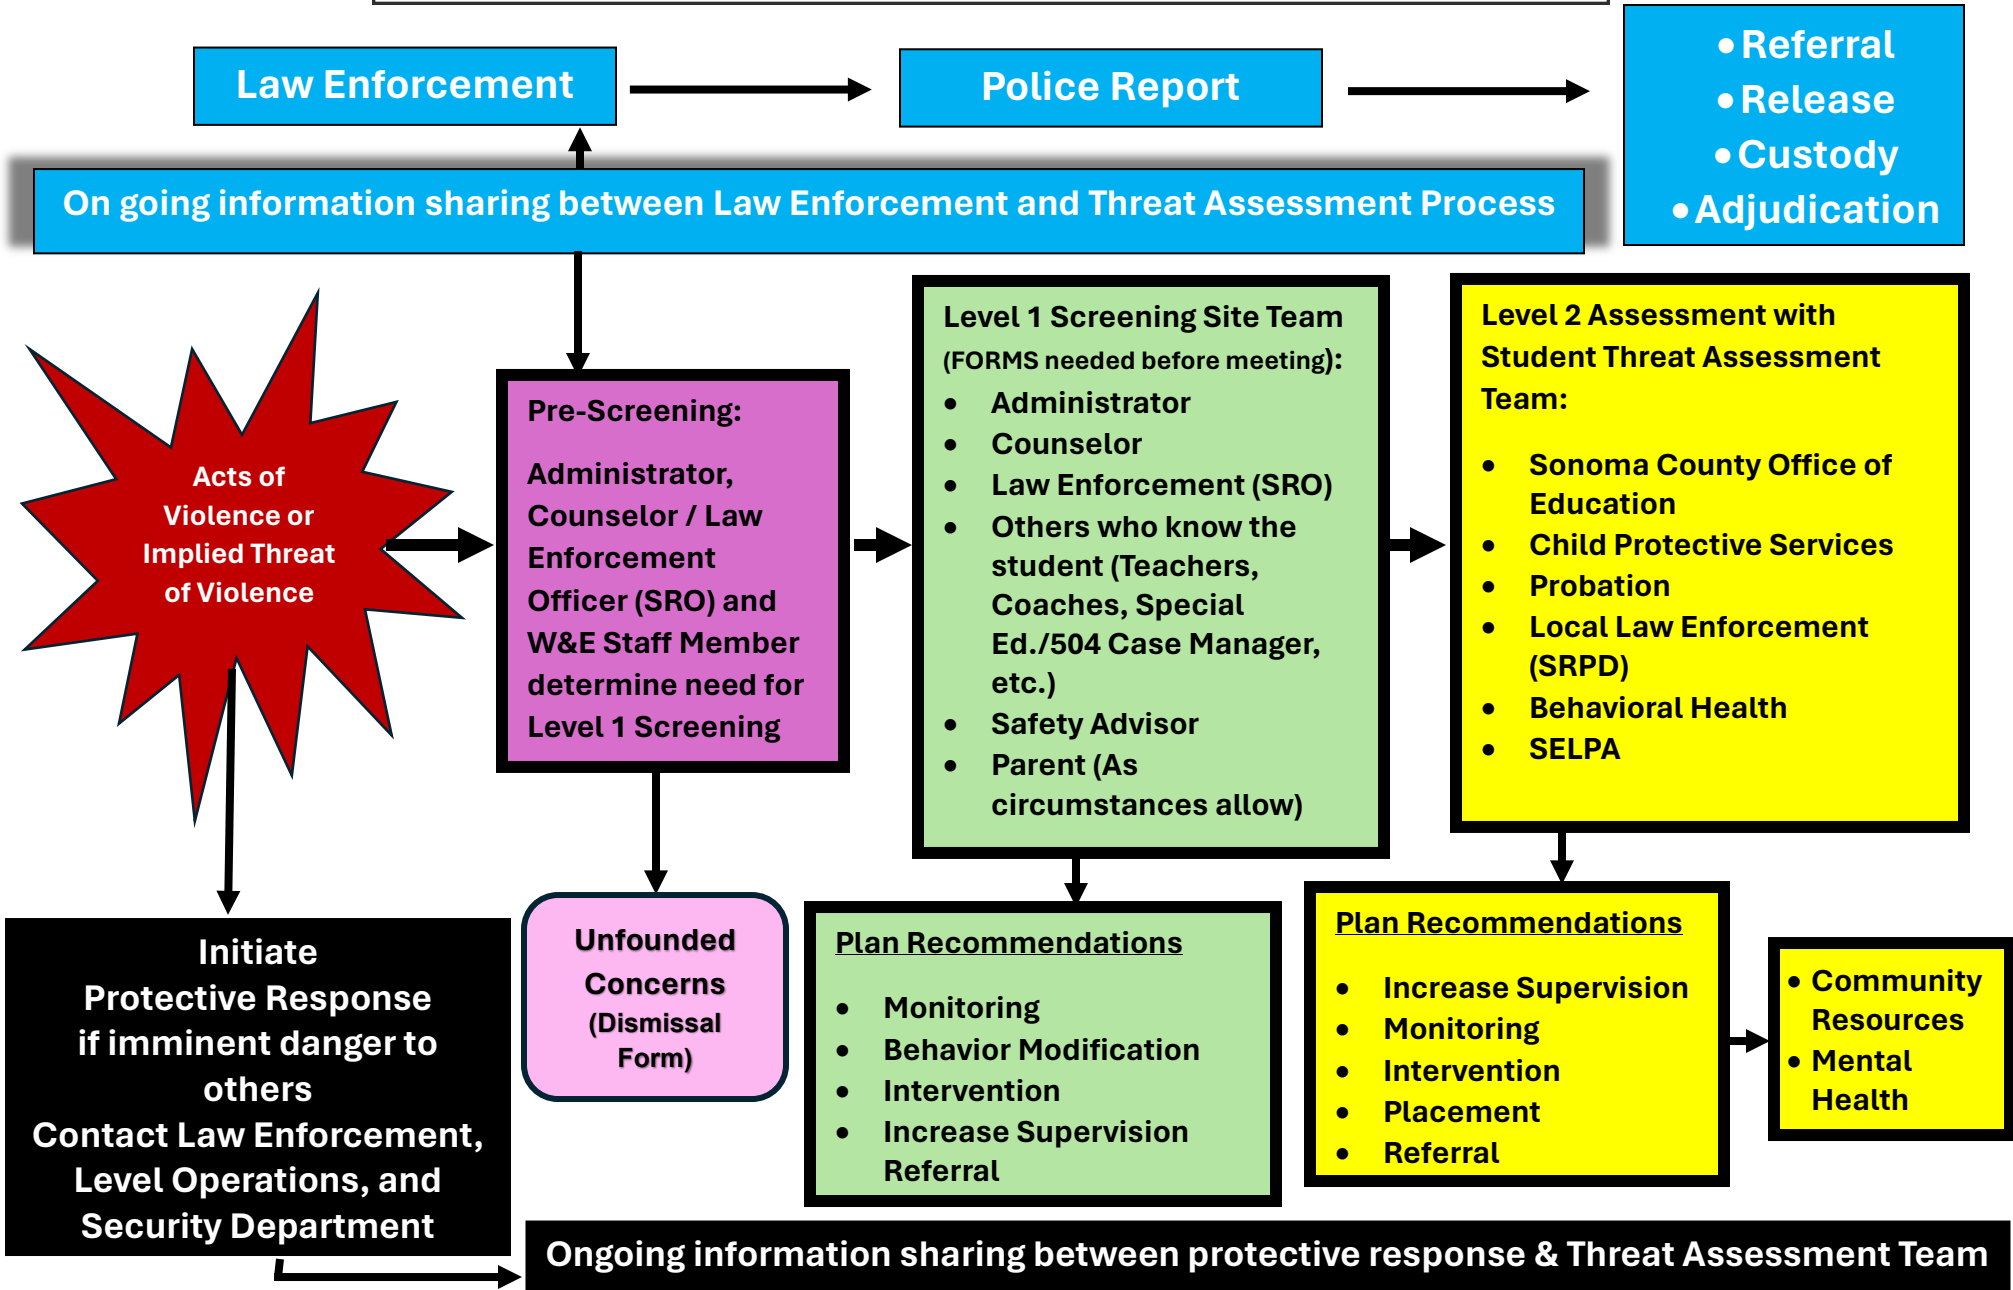 Law Enforcement
Police Report
• Referral
• Release
• Custody
• Adjudication
On going information sharing between Law Enforcement and Threat Assessment Process
Acts of
Violence or
Implied Threat
of Violence
Pre-Screening:
Administrator,
Counselor / Law
Enforcement
Officer (SRO) and
W&E Staff Member
determine need for
Level 1 Screening
Level 1 Screening Site Team
(FORMS needed before meeting):
• Administrator
• Counselor
• Law Enforcement (SRO)
• Others who know the
student (Teachers,
Coaches, Special
Ed./504 Case Manager,
etc.)
• Safety Advisor
• Parent (As
circumstances allow)
Level 2 Assessment with
Student Threat Assessment
Team:
• Sonoma County Office of
Education
• Child Protective Services
• Probation
• Local Law Enforcement
(SRPD)
• Behavioral Health
• SELPA
Initiate
Protective Response
if imminent danger to
others
Contact Law Enforcement,
Level Operations, and
Security Department
Unfounded
Concerns
(Dismissal
Form)
Plan Recommendations
• Monitoring
• Behavior Modification
• Intervention
• Increase Supervision
Referral
Plan Recommendations
• Increase Supervision
• Monitoring
• Intervention
• Placement
• Referral
• Community
Resources
• Mental
Health
Ongoing information sharing between protective response & Threat Assessment Team